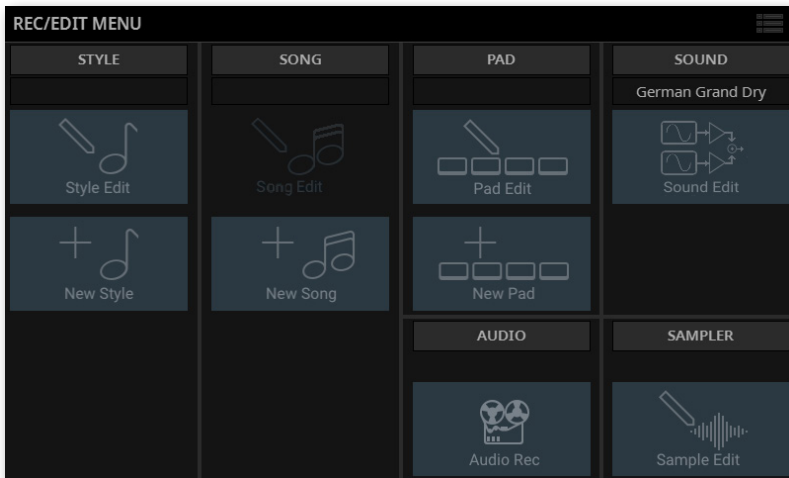 REC/EDIT MENU
STYLE
SONG
PAD
SOUND
German Grand Dry
Style Edit
Song Edit
Pad Edit
Sound Edit
New Style
New Song
New Pad
AUDIO
SAMPLER
Audio Rec
Sample Edit